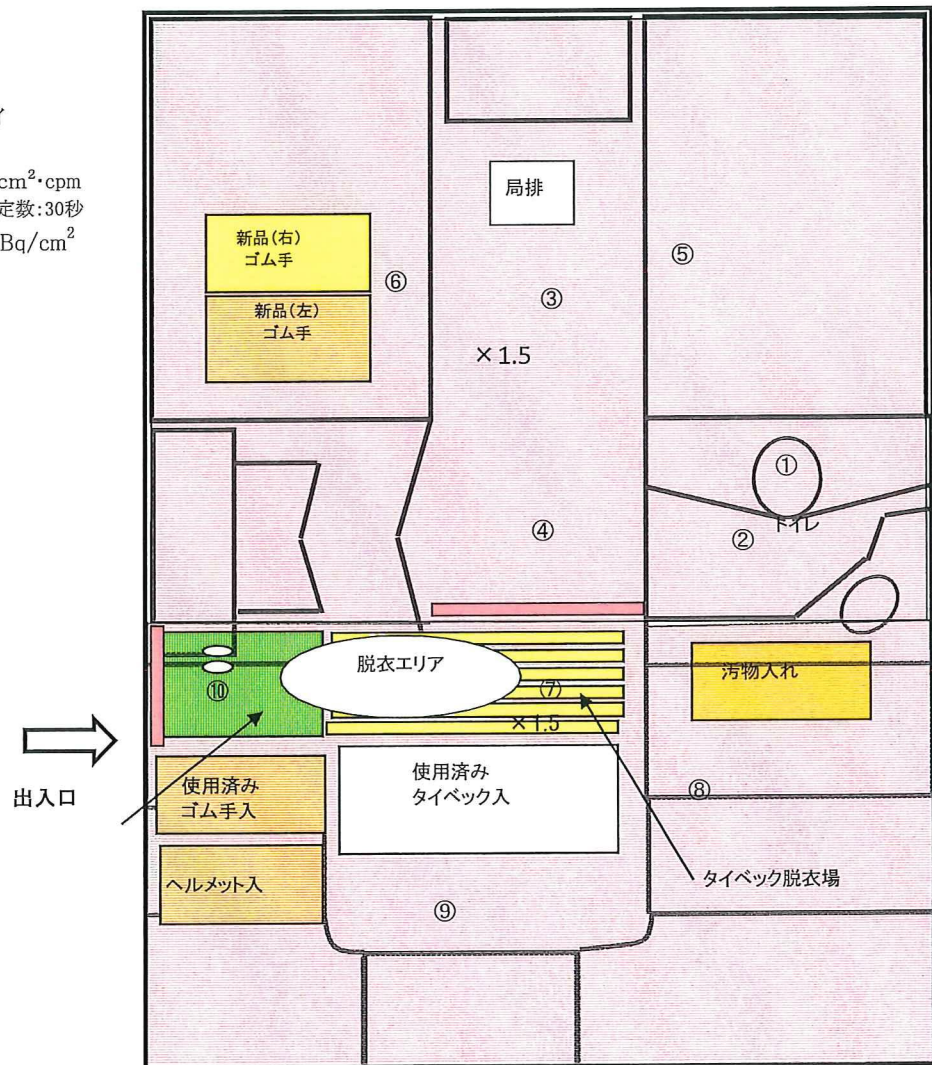 cm²・cpm
定数:30秒
Bq/cm²
局排
新品(右)
ゴム手
⑥
新品(左)
ゴム手
③
⑤
×1.5
①
トイレ
④
②
脱衣エリア
⑦
×1.5
⑩
汚物入れ
出入口
使用済み
ゴム手入
使用済み
タイベック入
⑧
ヘルメット入
タイベック脱衣場
⑨